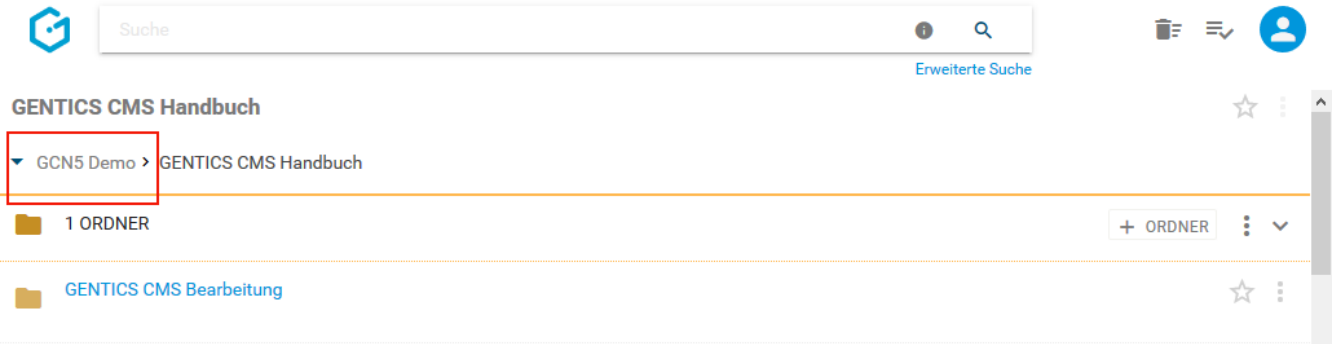 Suche
Erweiterte Suche
GENTICS CMS Handbuch
GCN5 Demo › GENTICS CMS Handbuch
1 ORDNER
+ ORDNER
GENTICS CMS Bearbeitung